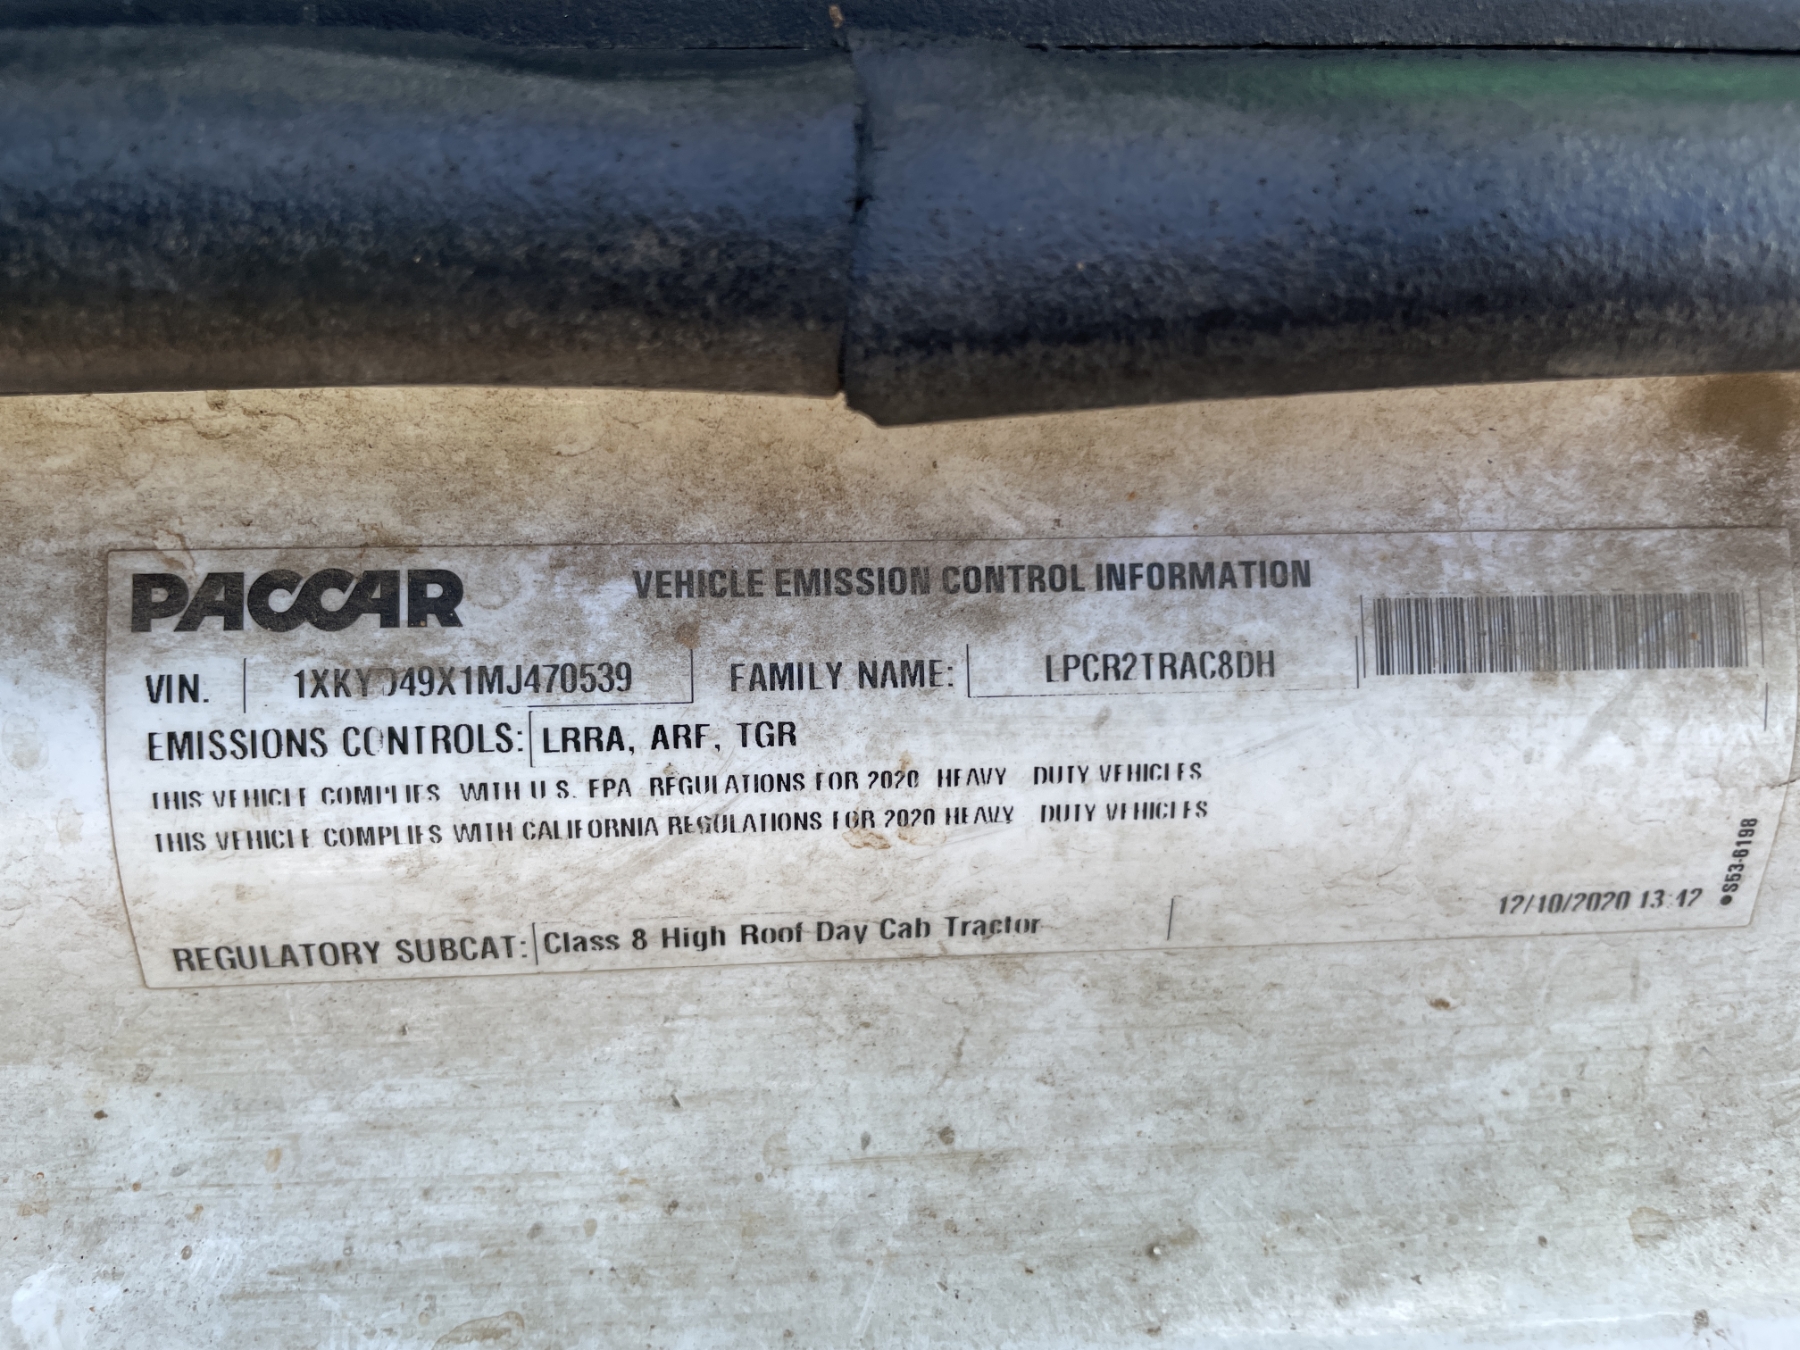 PACCAR
VEHICLE EMISSION CONTROL INFORMATION
VIN. 1XKYD49X1MJ470539 FAMILY NAME: LPCR2TRAC8DH
EMISSIONS CONTROLS: LRRA, ARF, TGR
THIS VEHICLE COMPLIES WITH U.S. EPA REGULATIONS FOR 2020 HEAVY DUTY VEHICLES
THIS VEHICLE COMPLIES WITH CALIFORNIA REGULATIONS FOR 2020 HEAVY DUTY VEHICLES
REGULATORY SUBCAT: Class 8 High Roof Day Cab Tractor
12/10/2020 13:42
•S53-6198